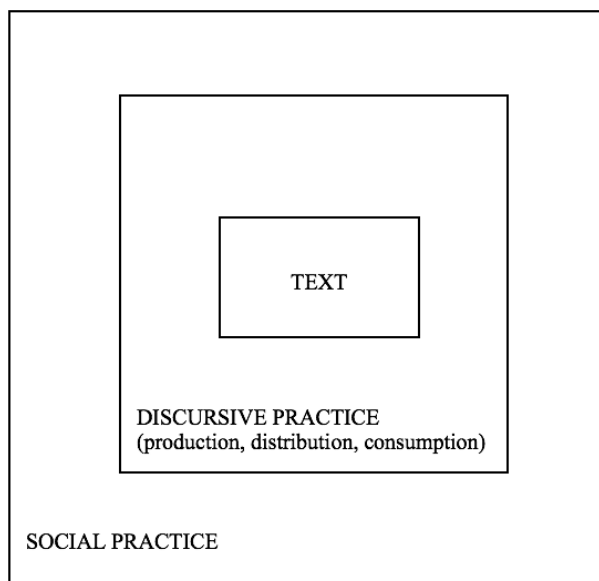 TEXT
DISCURSIVE PRACTICE
(production, distribution, consumption)
SOCIAL PRACTICE